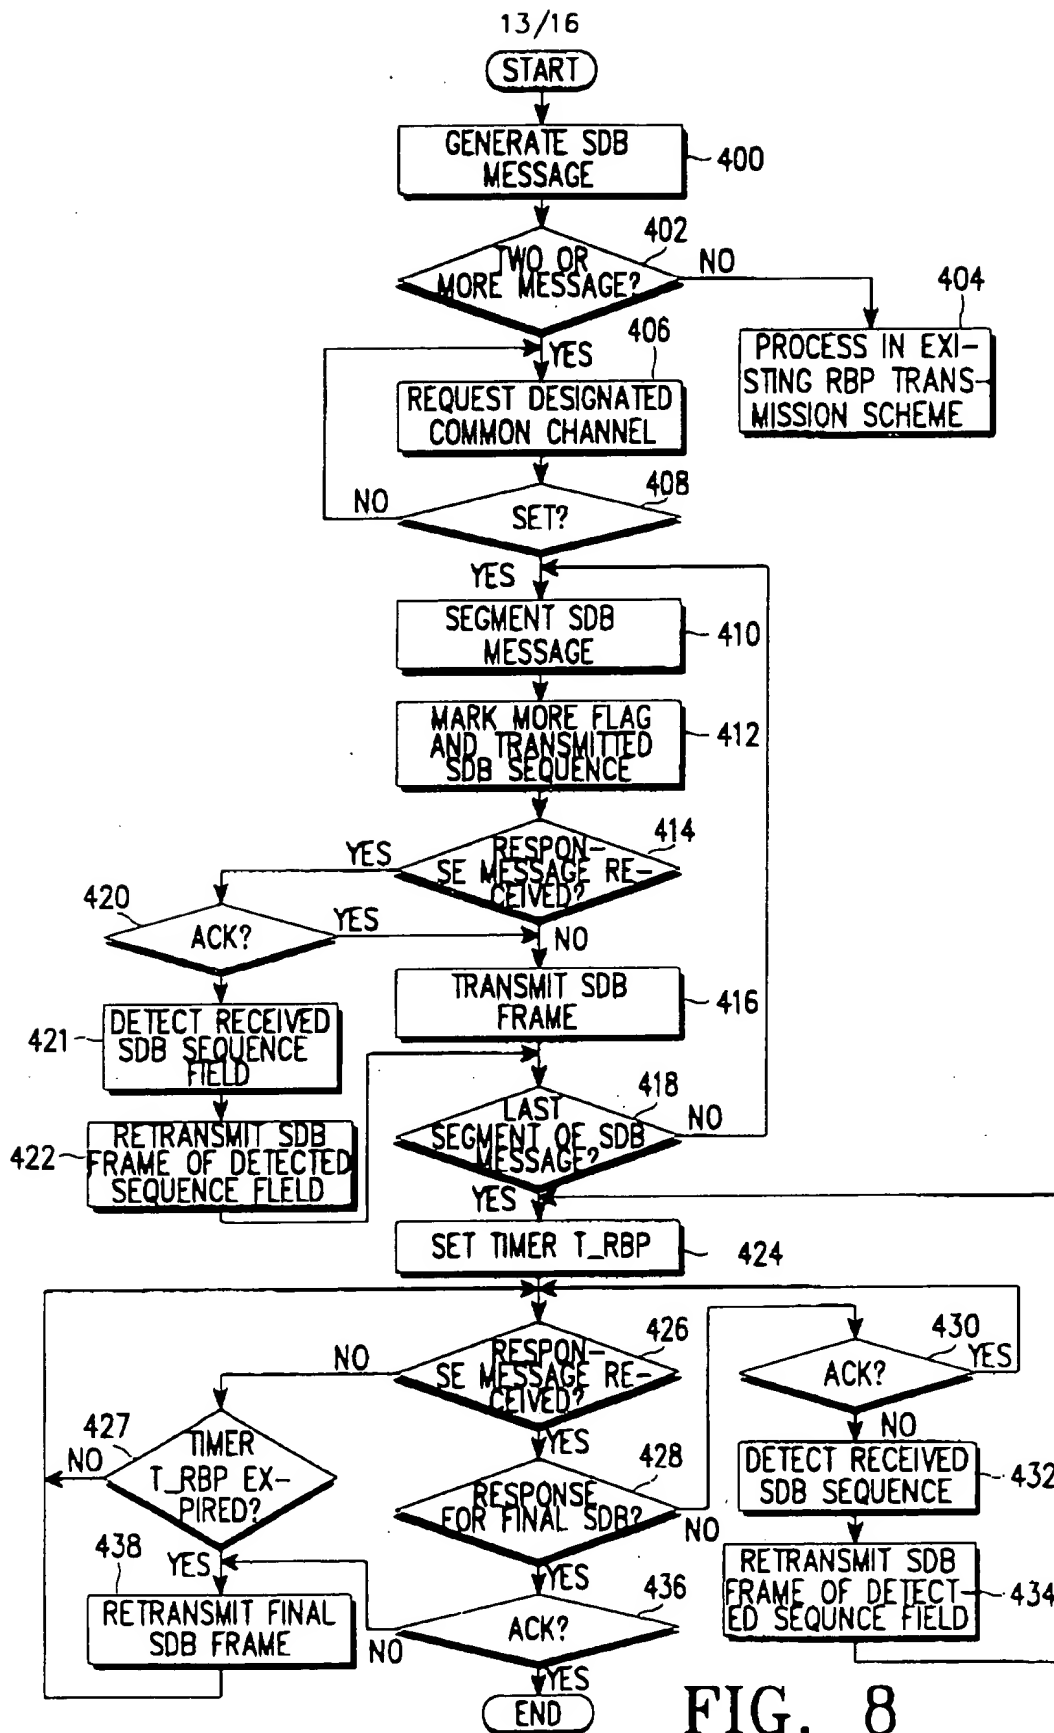 13/16
START
GENERATE SDB
MESSAGE
400
TWO OR
MORE MESSAGE?
402
NO
YES
404
PROCESS IN EXI-
STING RBP TRANS-
MISSION SCHEME
406
REQUEST DESIGNATED
COMMON CHANNEL
408
SET?
NO
YES
SEGMENT SDB
MESSAGE
410
MARK MORE FLAG
AND TRANSMITTED
SDB SEQUENCE
412
414
RESPON-
SE MESSAGE RE-
CEIVED?
YES
NO
420
ACK?
YES
TRANSMIT SDB
FRAME
416
421
DETECT RECEIVED
SDB SEQUENCE
FIELD
422
RETRANSMIT SDB
FRAME OF DETECTED
SEQUENCE FLELD
418
LAST
SEGMENT OF SDB
MESSAGE?
NO
YES
SET TIMER T_RBP
424
426
RESPON-
SE MESSAGE RE-
CEIVED?
NO
YES
430
ACK?
YES
NO
427
TIMER
T_RBP EX-
PIRED?
NO
YES
428
RESPONSE
FOR FINAL SDB?
NO
YES
DETECT RECEIVED
SDB SEQUENCE
432
RETRANSMIT SDB
FRAME OF DETECT-
ED SEQUNCE FIELD
434
438
RETRANSMIT FINAL
SDB FRAME
436
ACK?
NO
YES
END
FIG. 8